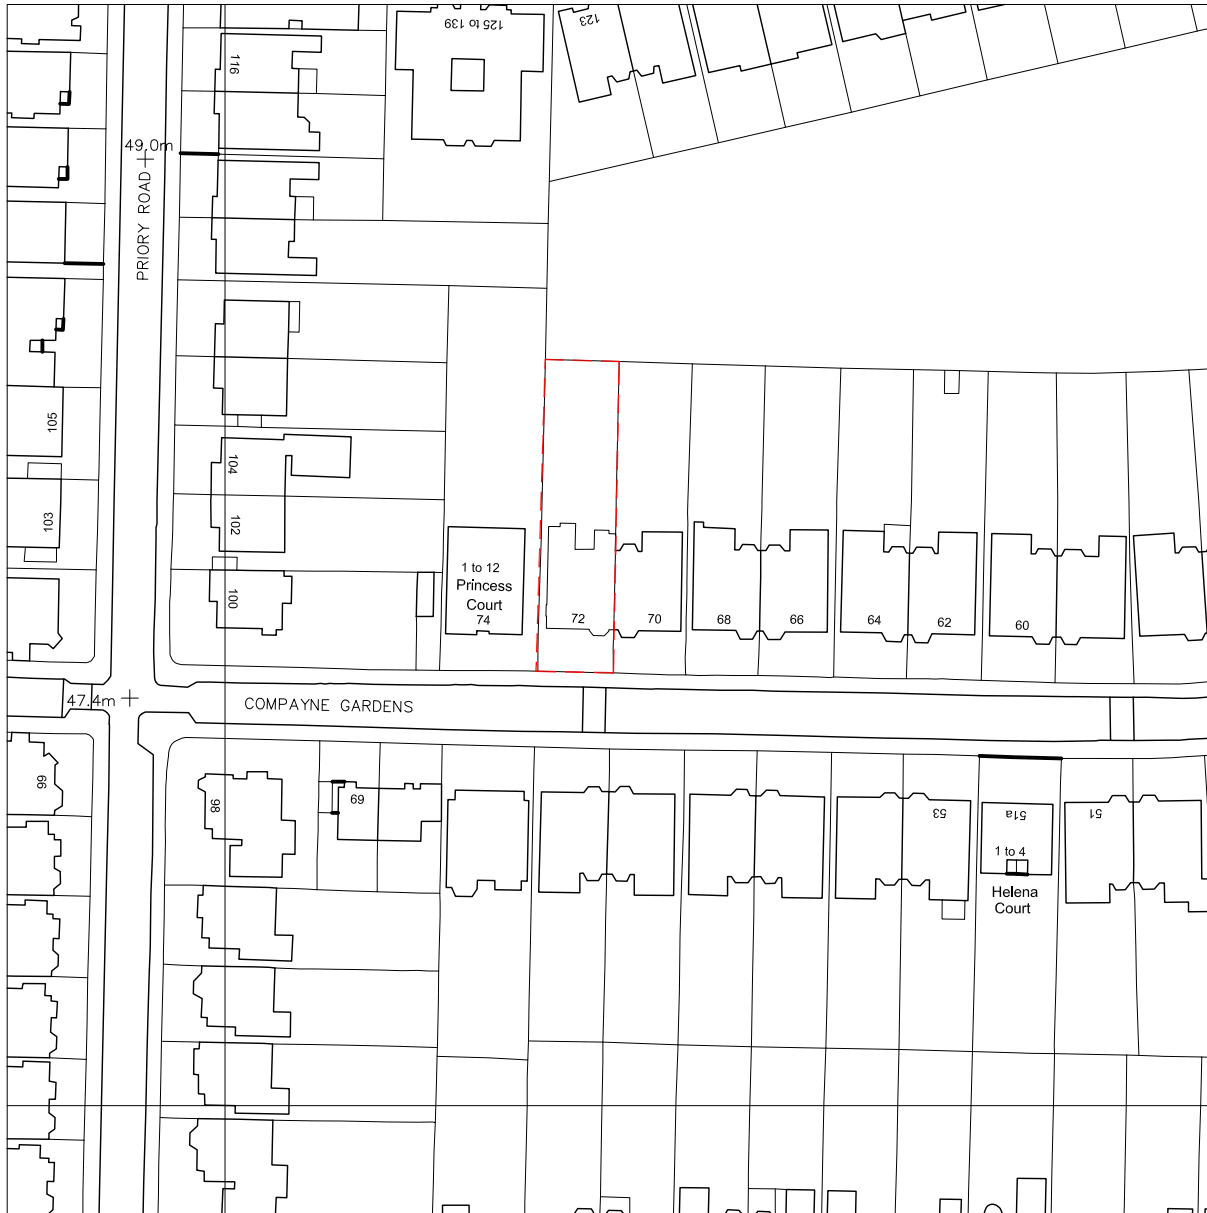 125 to 139
123
116
49.0m
PRIORY ROAD
105
104
103
102
100
1 to 12
Princess
Court
74
72
70
68
66
64
62
60
47.4m
COMPAYNE GARDENS
99
98
69
53
51a
51
1 to 4
Helena
Court